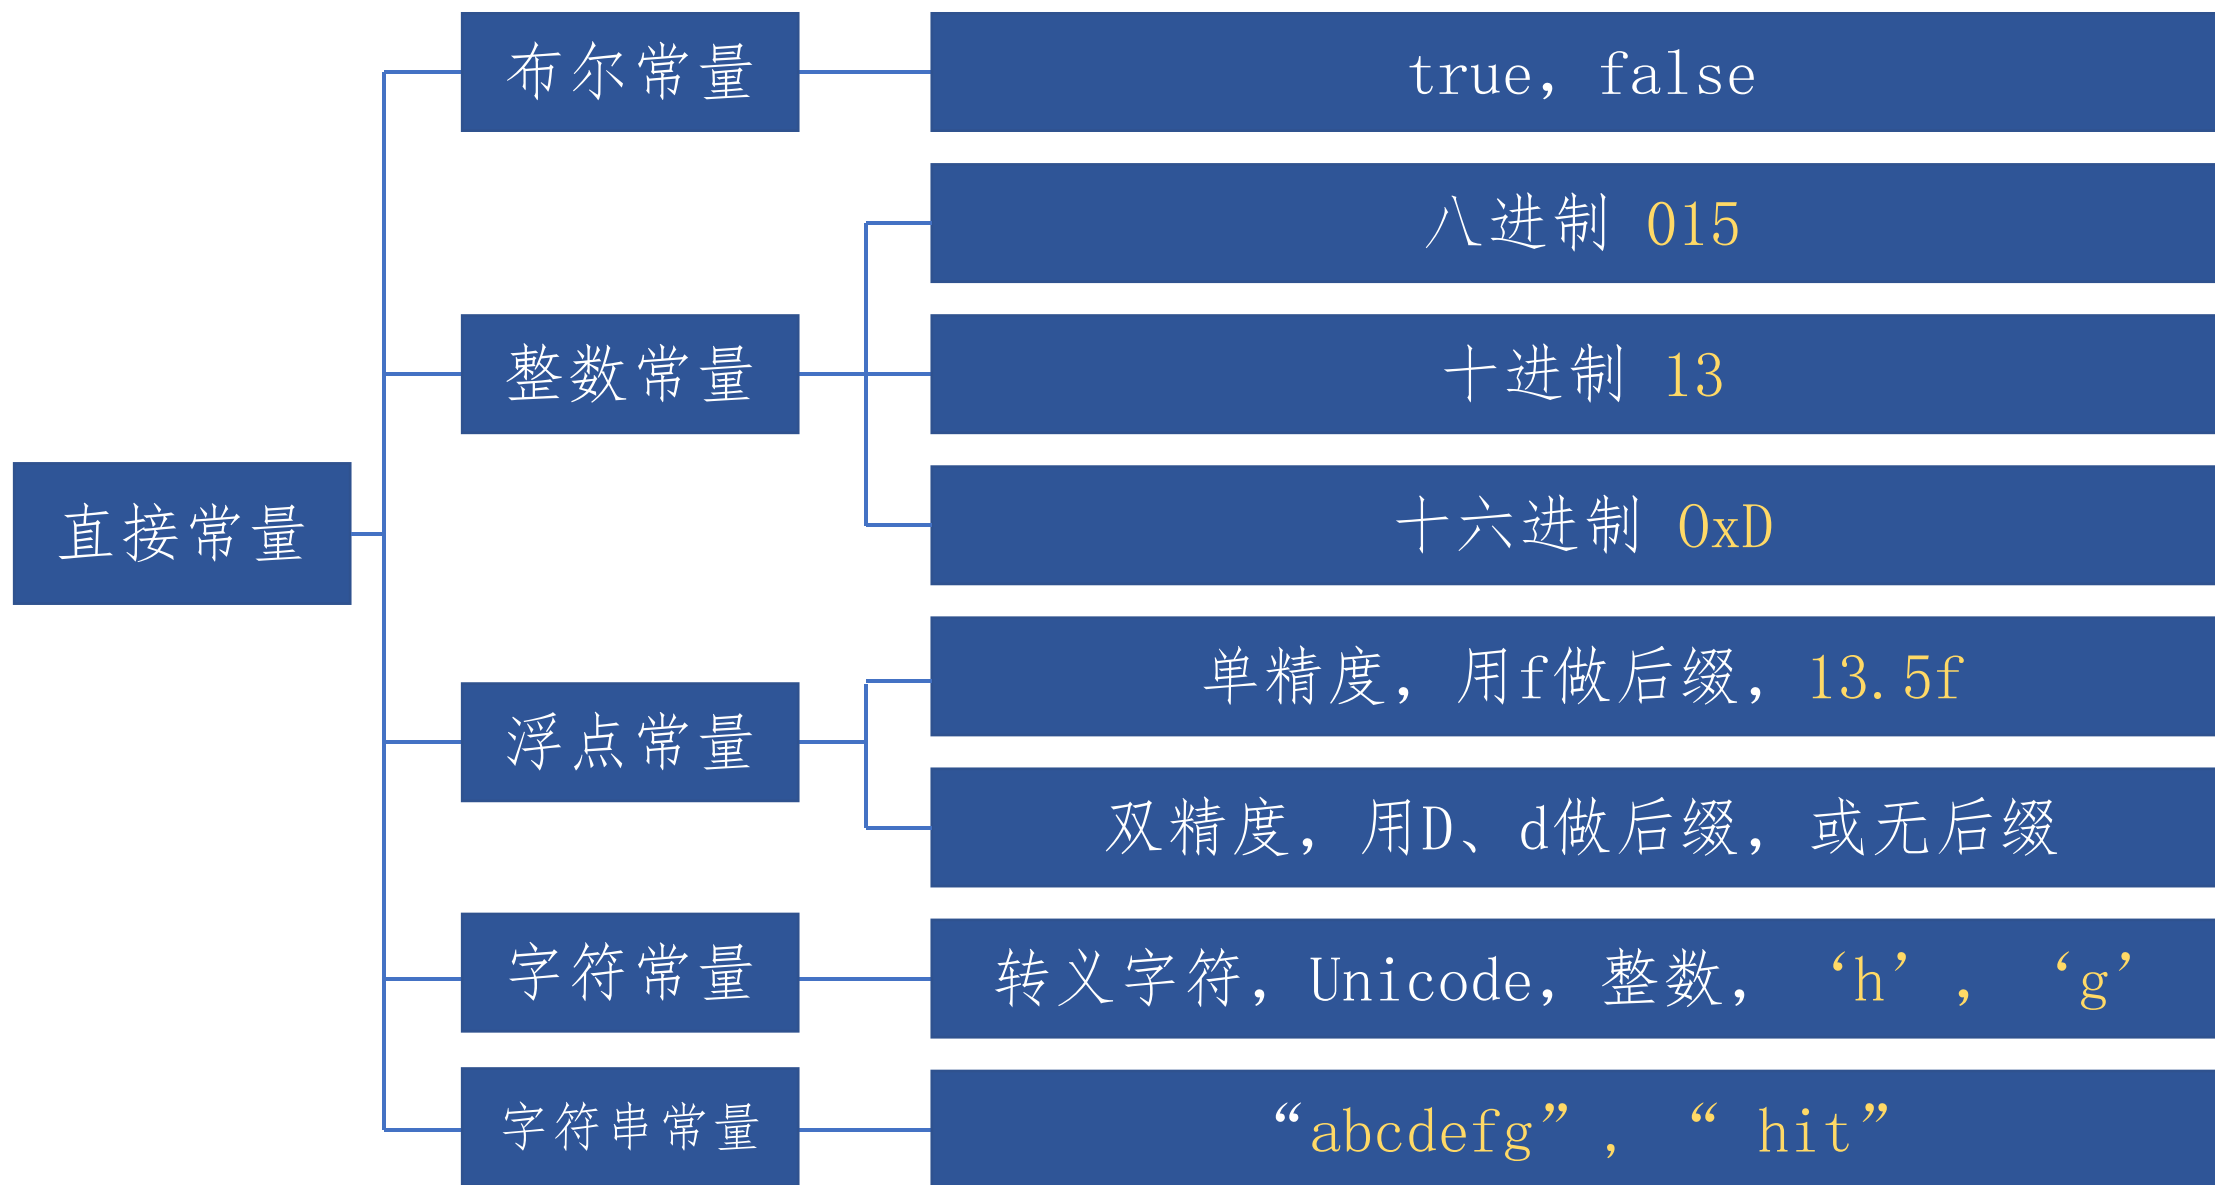 直接常量
布尔常量
true，false
整数常量
八进制 015
十进制 13
十六进制 0xD
浮点常量
单精度，用f做后缀，13.5f
双精度，用D、d做后缀，或无后缀
字符常量
转义字符，Unicode，整数，‘h’，‘g’
字符串常量
“abcdefg”，“ hit”